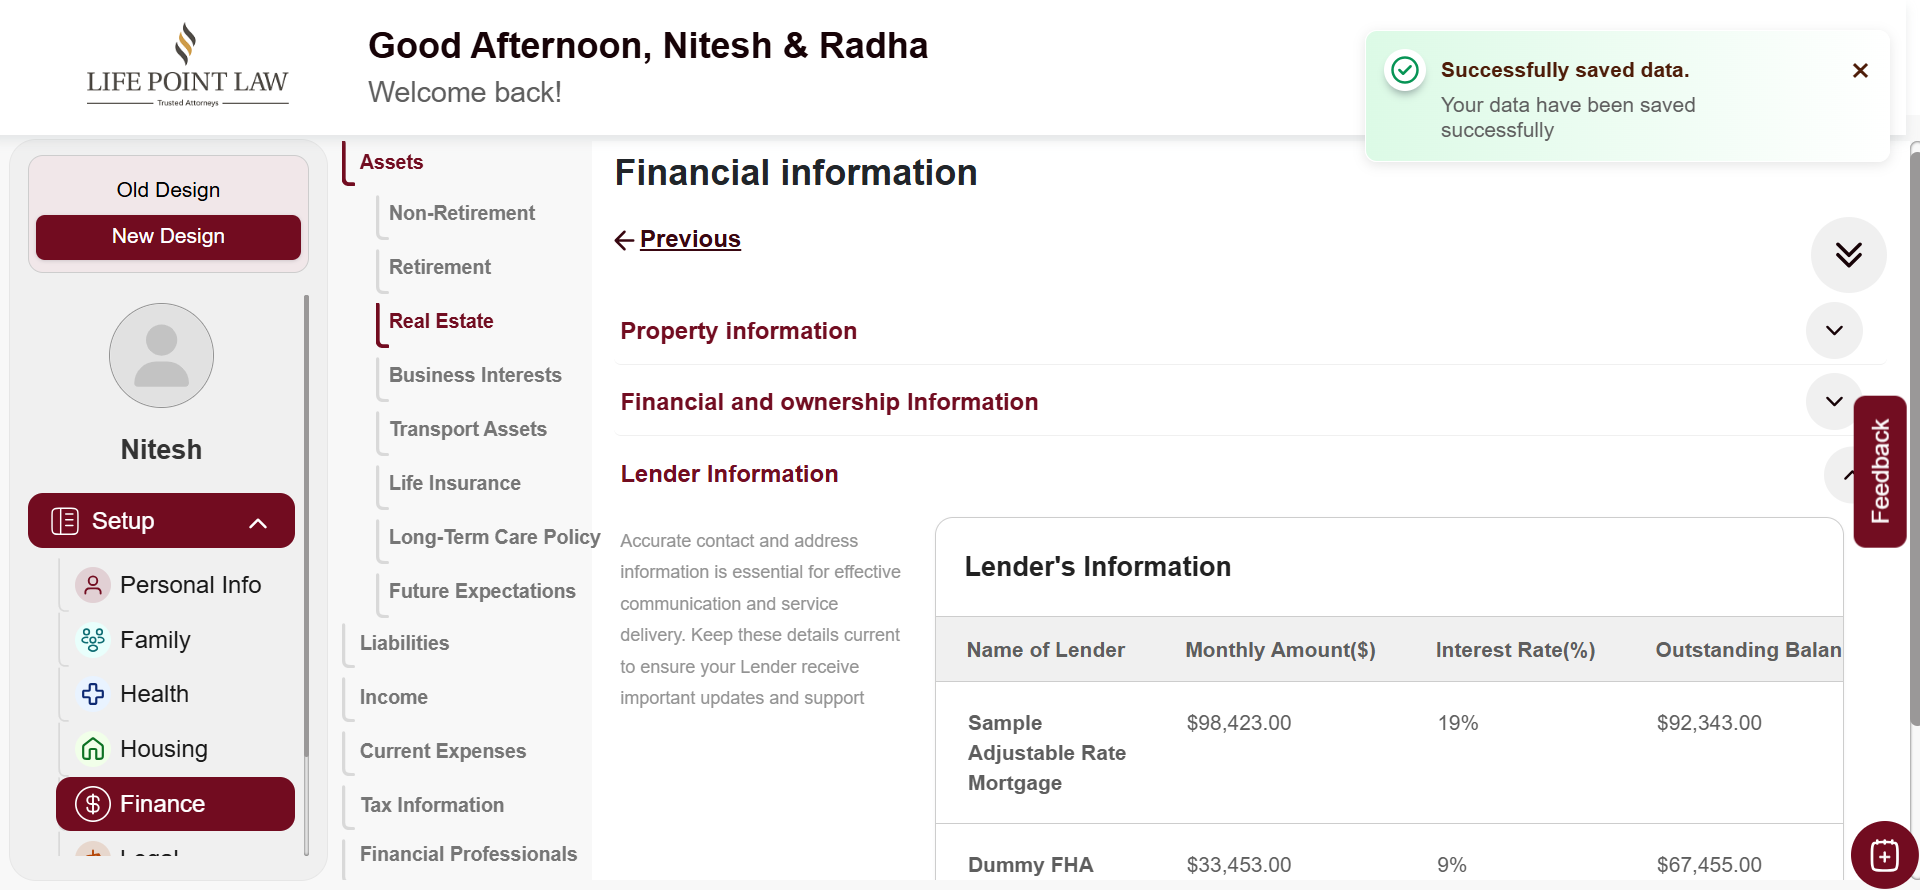 LIFE POINT LAW
Trusted Attorneys
Good Afternoon, Nitesh & Radha
Welcome back!
Successfully saved data.
Your data have been saved
successfully
Old Design
New Design
Nitesh
Setup
Personal Info
Family
Health
Housing
Finance
Legal
Assets
Non-Retirement
Retirement
Real Estate
Business Interests
Transport Assets
Life Insurance
Long-Term Care Policy
Future Expectations
Liabilities
Income
Current Expenses
Tax Information
Financial Professionals
Financial information
Previous
Property information
Financial and ownership Information
Lender Information
Accurate contact and address
information is essential for effective
communication and service
delivery. Keep these details current
to ensure your Lender receive
important updates and support
Lender's Information
Name of Lender Monthly Amount($) Interest Rate(%) Outstanding Balan
Sample $98,423.00 19% $92,343.00
Adjustable Rate
Mortgage
Dummy FHA $33,453.00 9% $67,455.00
Feedback